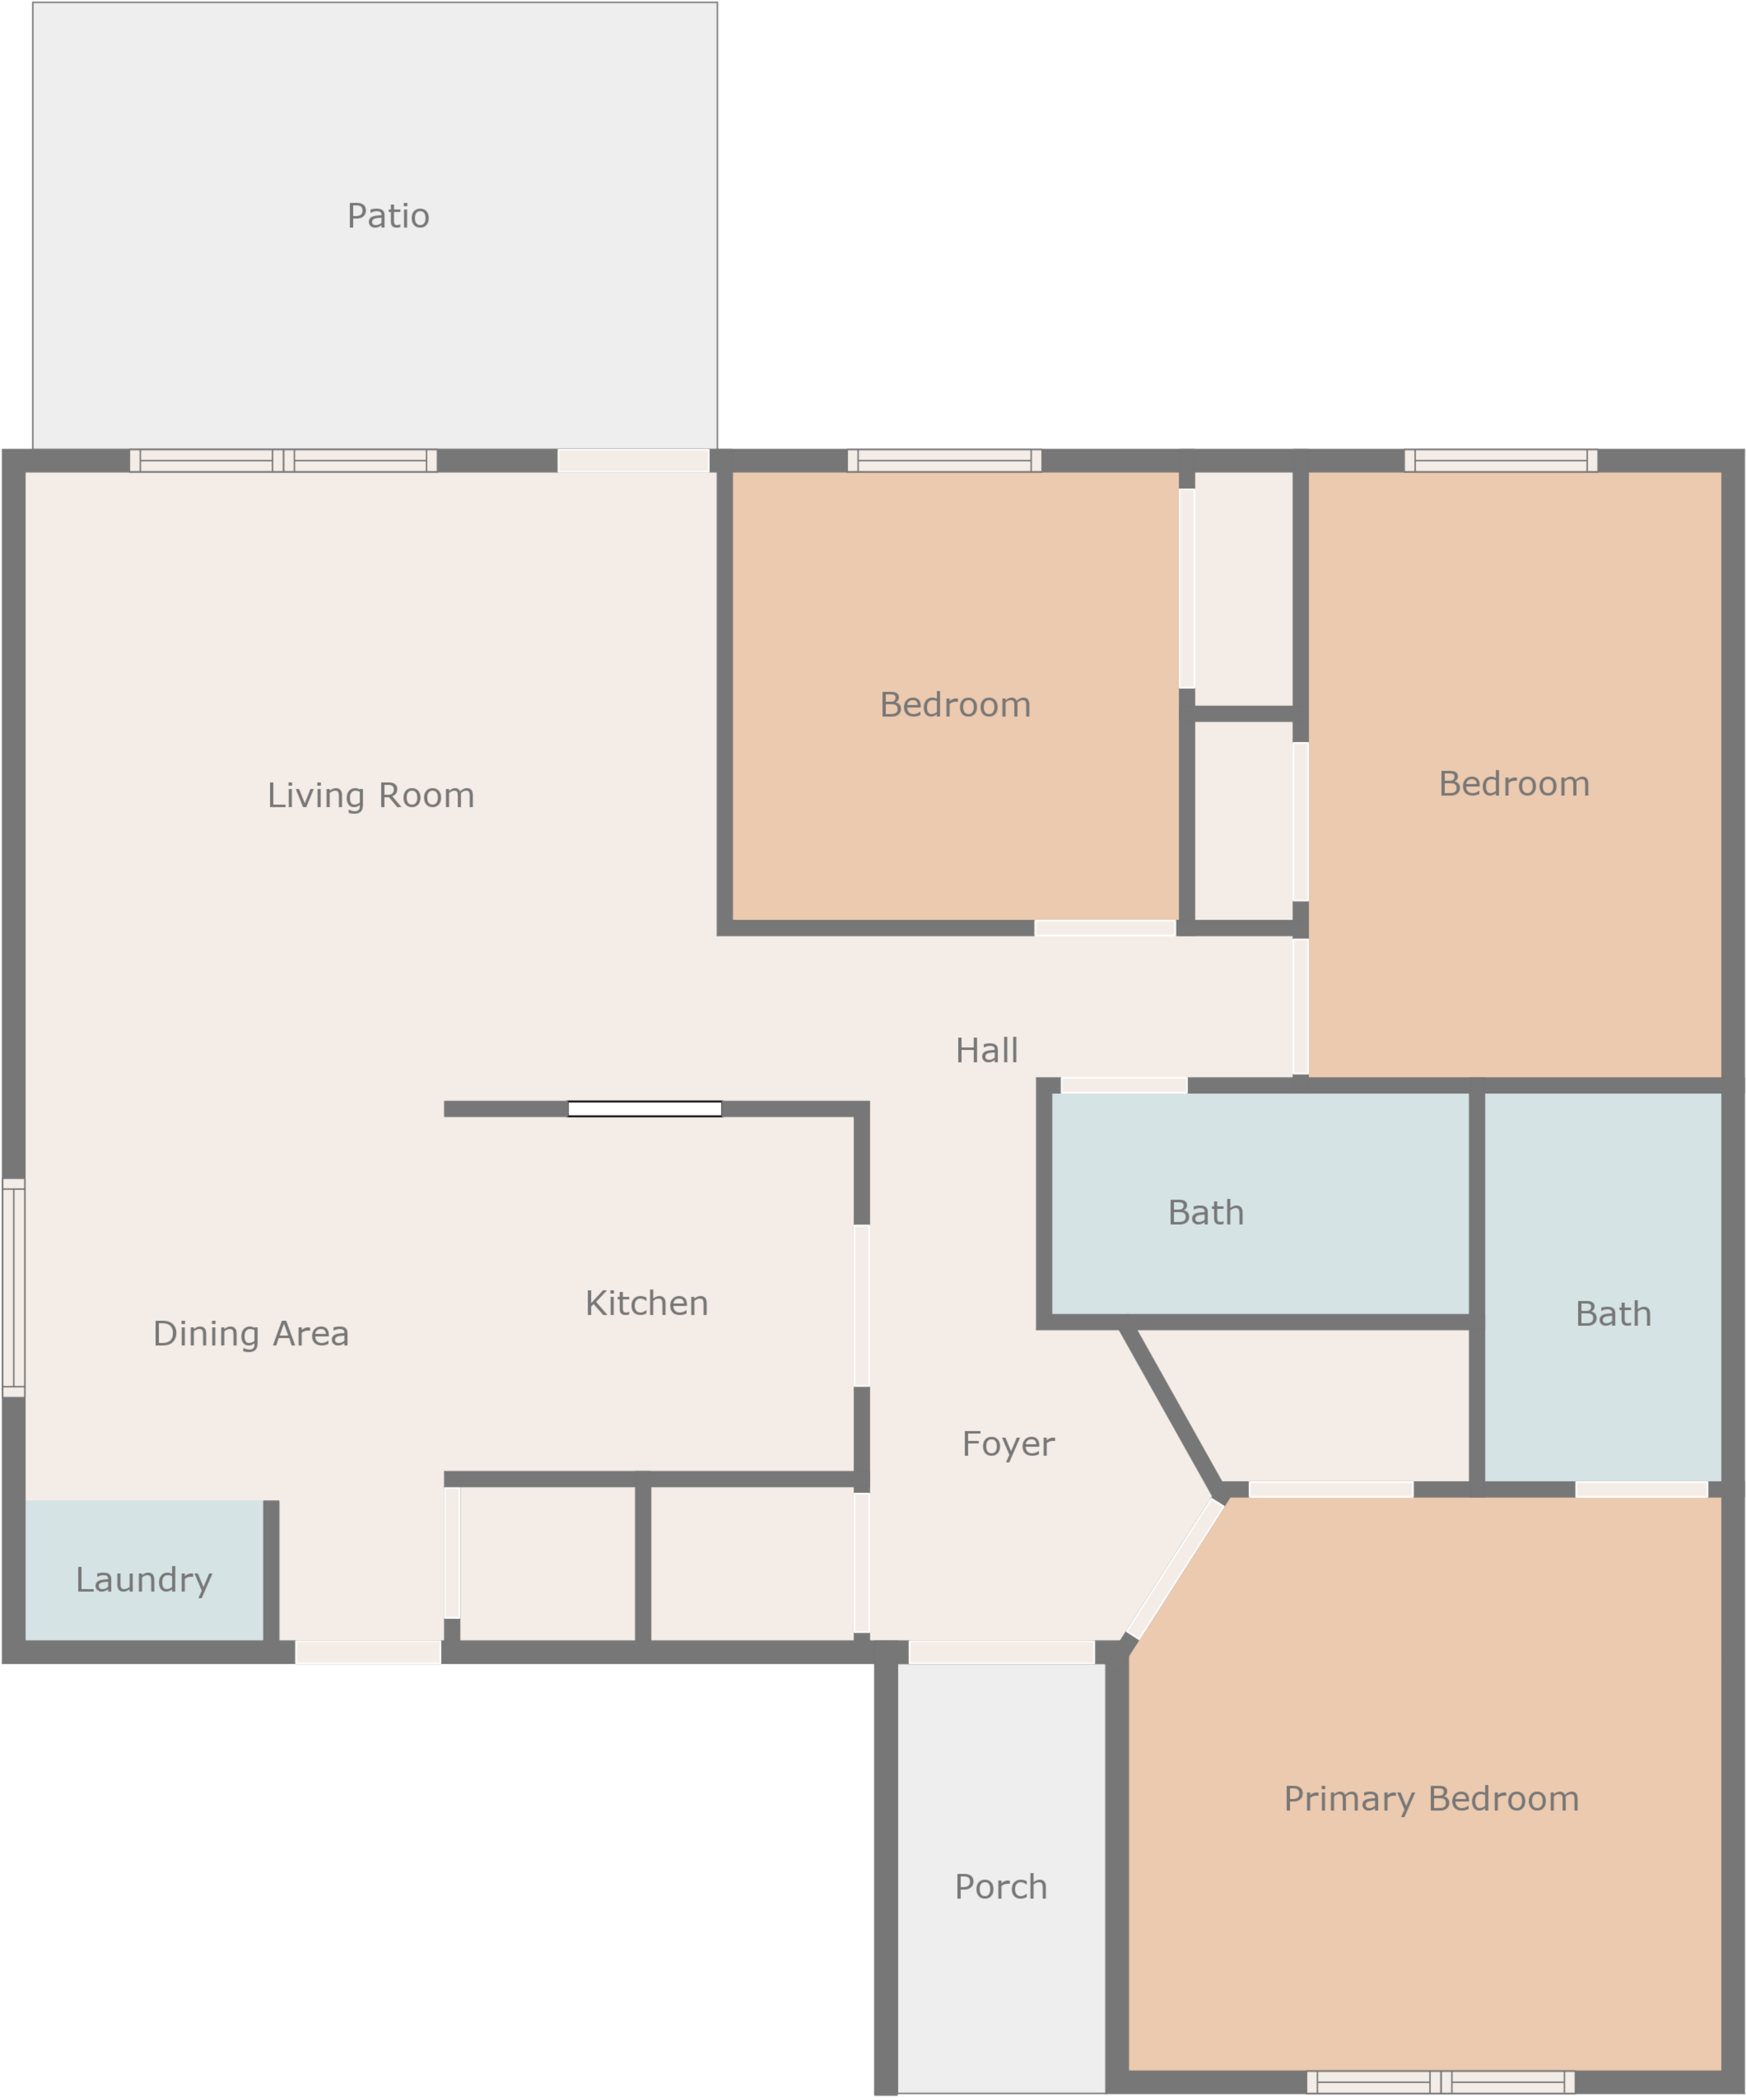 Patio
Bedroom
Bedroom
Living Room
Hall
Bath
Kitchen
Bath
Dining Area
Foyer
Laundry
Primary Bedroom
Porch